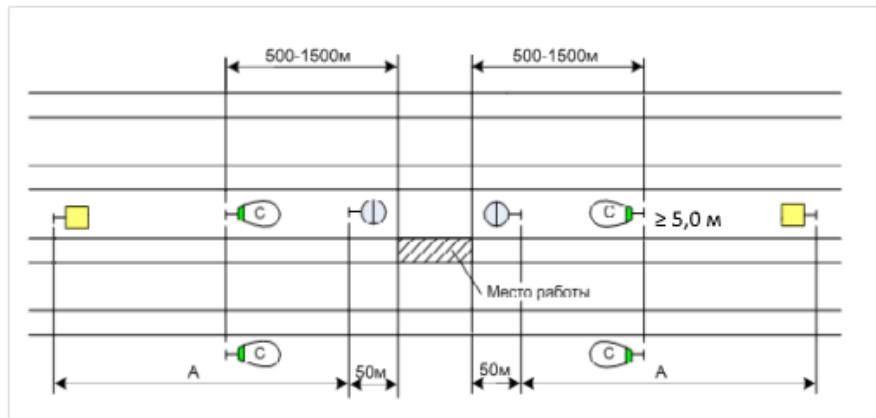 500-1500м 500-1500м
С С ≥ 5,0 м
Место работы
С С
А 50м 50м А